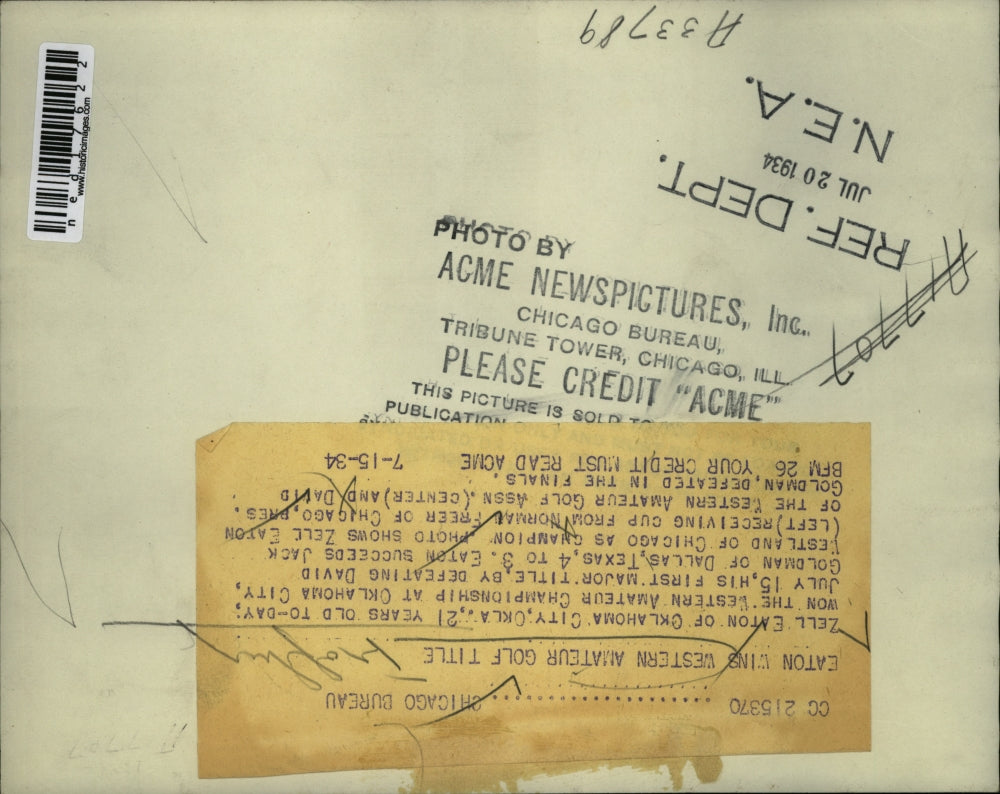 H33789
N.E.A.
JUL 20 1934
REF. DEPT.
n e d 1 7 6 2 2
www.historicimages.com
PHOTO BY
ACME NEWSPICTURES, Inc.
CHICAGO BUREAU,
TRIBUNE TOWER, CHICAGO, ILL.
PLEASE CREDIT "ACME"
THIS PICTURE IS SOLD TO
PUBLICATION
CC 215370 CHICAGO BUREAU
EATON WINS WESTERN AMATEUR GOLF TITLE
ZELL EATON OF OKLAHOMA CITY, OKLA., 21 YEARS OLD TO-DAY,
WON THE WESTERN AMATEUR CHAMPIONSHIP AT OKLAHOMA CITY,
JULY 15, HIS FIRST MAJOR TITLE, BY DEFEATING DAVID
GOLDMAN OF DALLAS, TEXAS, 4 TO 3. EATON SUCCEEDS JACK
WESTLAND OF CHICAGO AS CHAMPION. PHOTO SHOWS ZELL EATON
(LEFT) RECEIVING CUP FROM NORMAN FREER OF CHICAGO, PRES.
OF THE WESTERN AMATEUR GOLF ASSN. (CENTER) AND DAVID
GOLDMAN, DEFEATED IN THE FINALS.
BFM 26 YOUR CREDIT MUST READ ACME 7-15-34